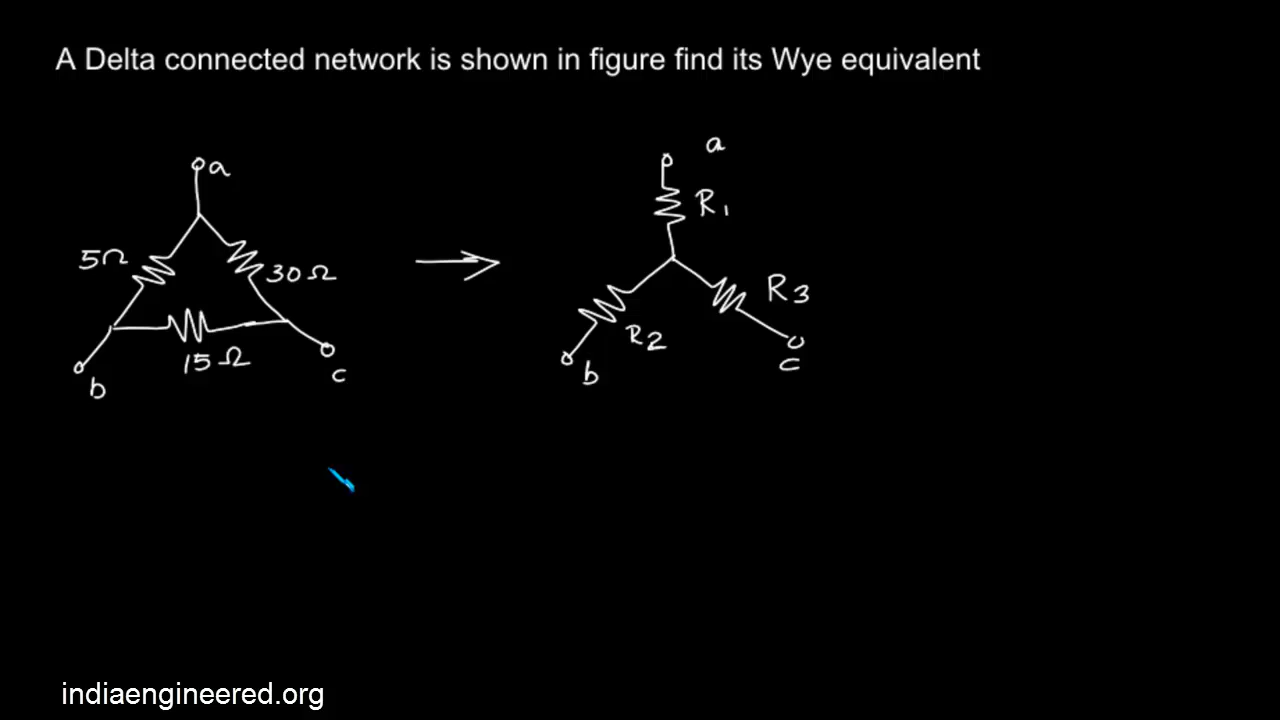 A Delta connected network is shown in figure find its Wye equivalent
a
a
R1
5Ω
30Ω
R3
R2
15Ω
b
c
b
c
indiaengineered.org